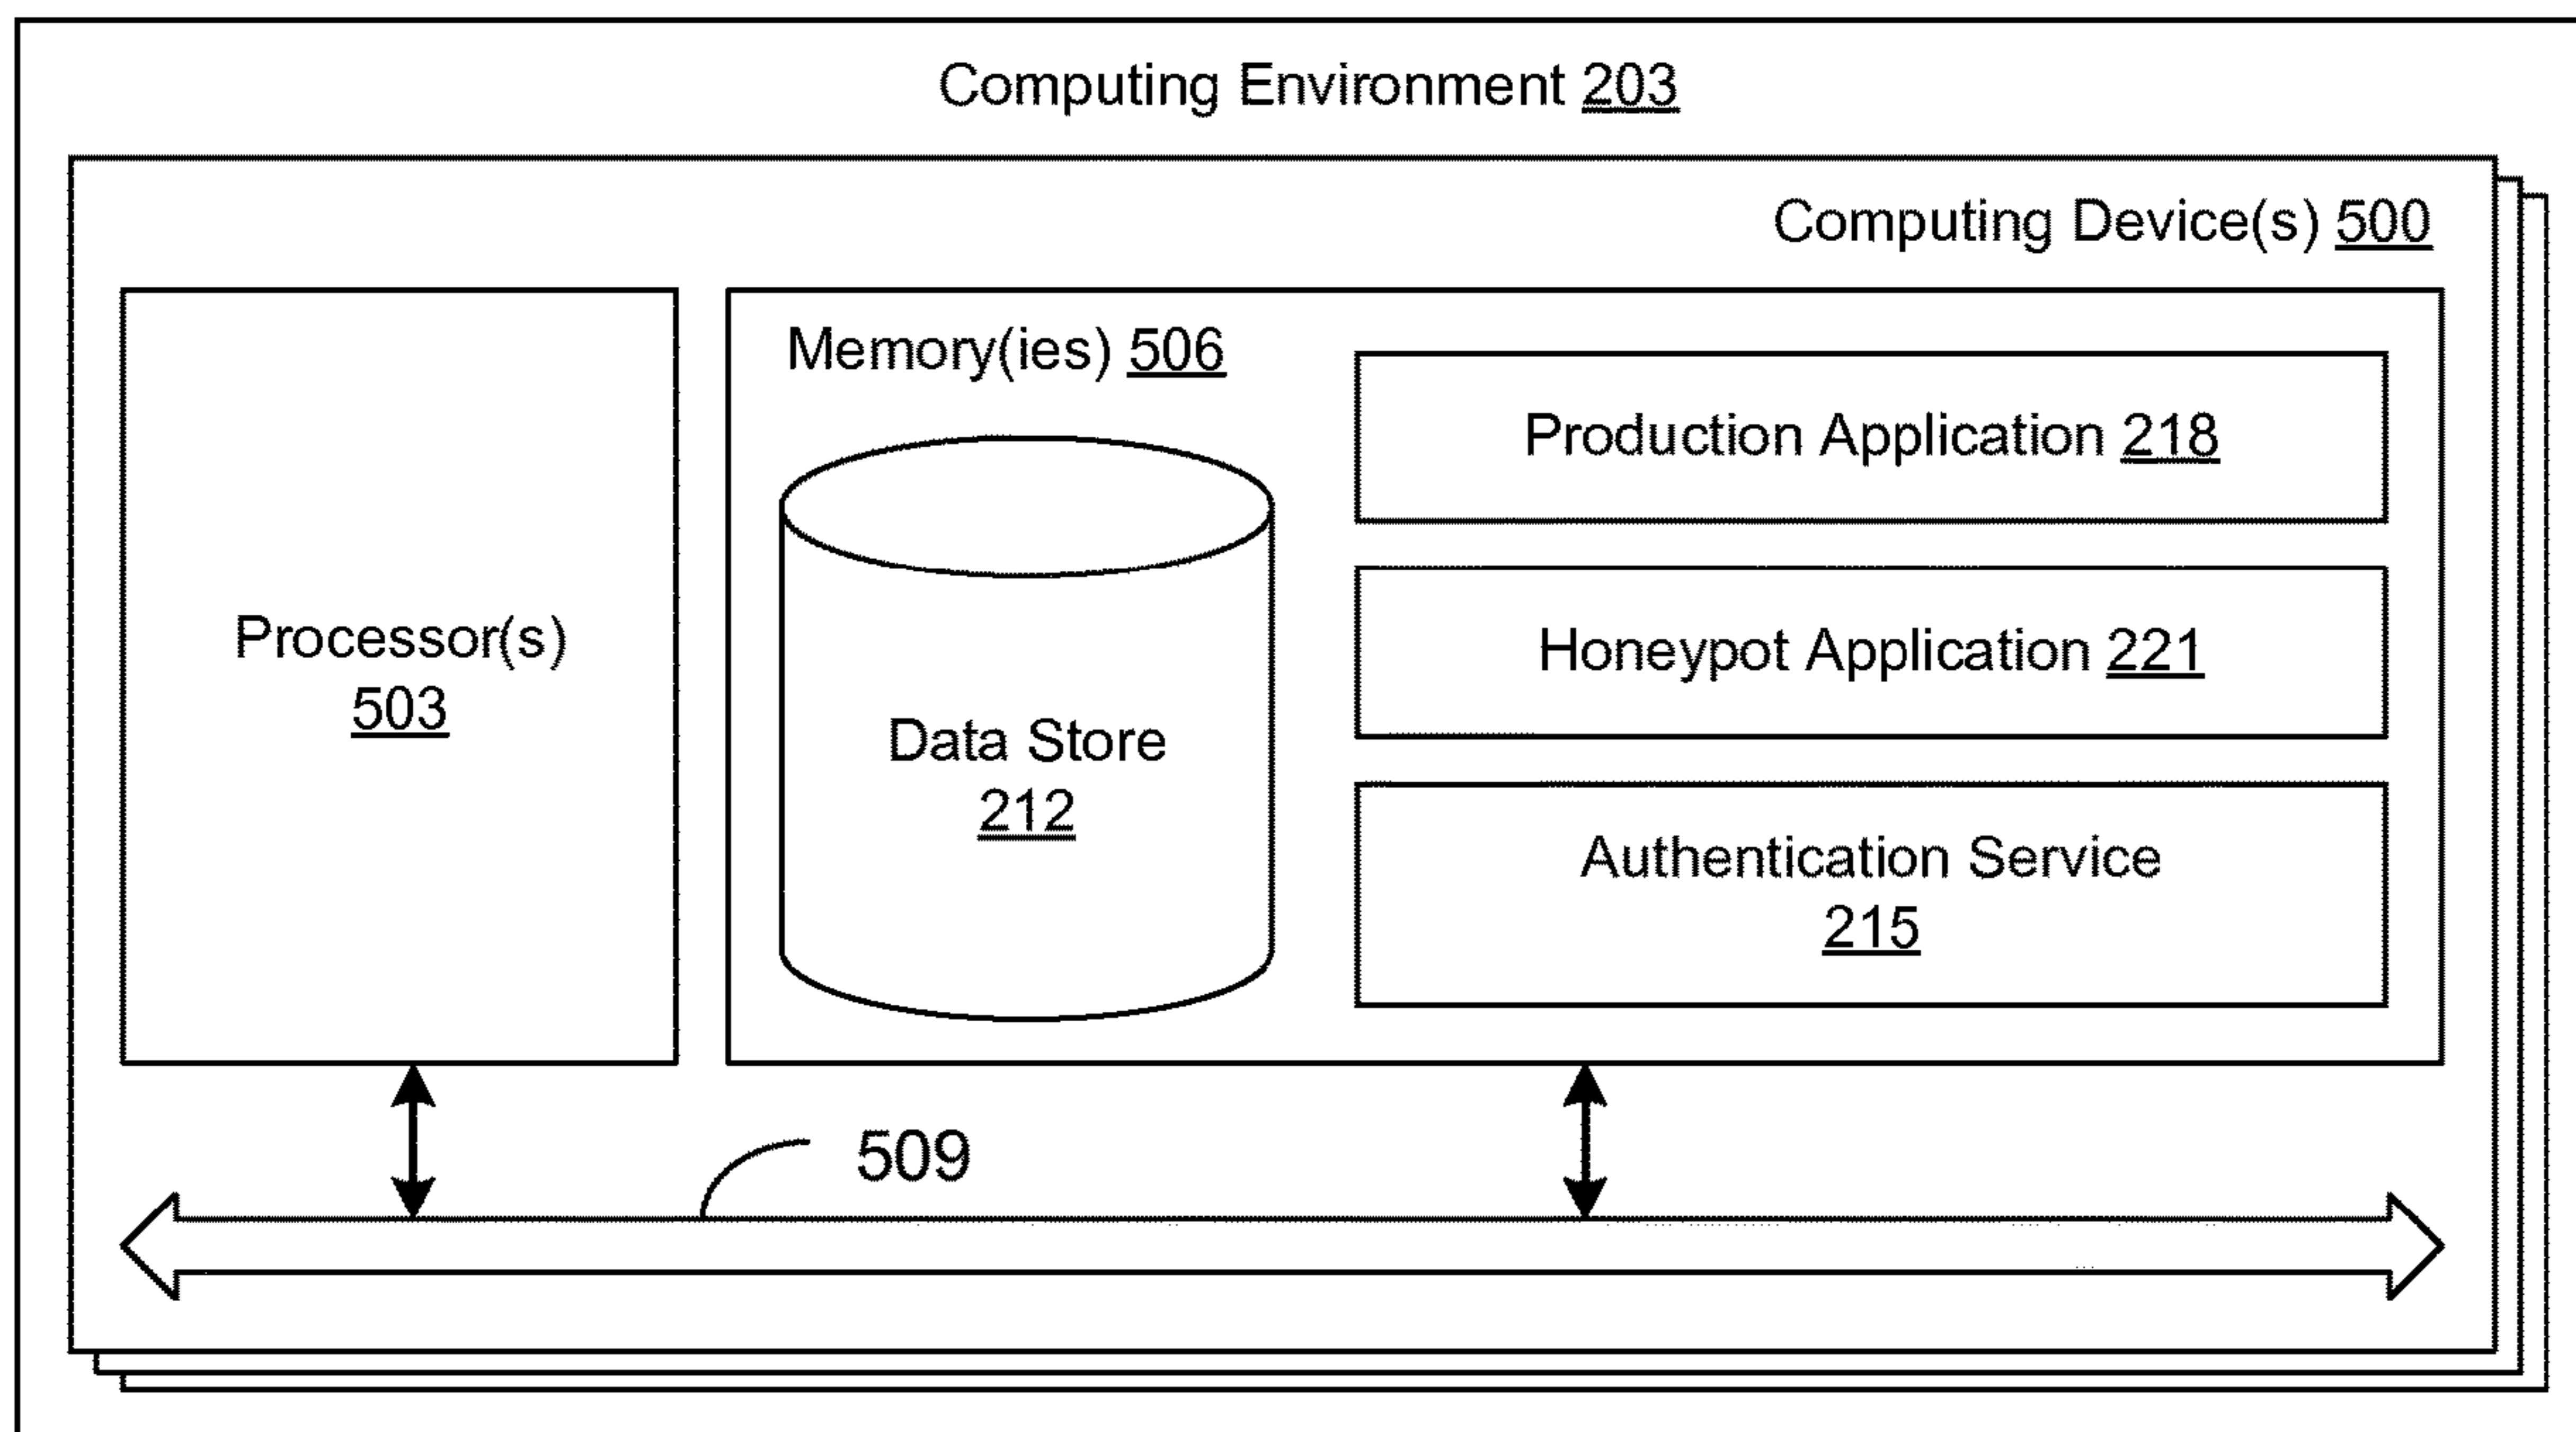 Computing Environment 203
Computing Device(s) 500
Processor(s)
503
Memory(ies) 506
Data Store
212
Production Application 218
Honeypot Application 221
Authentication Service
215
509